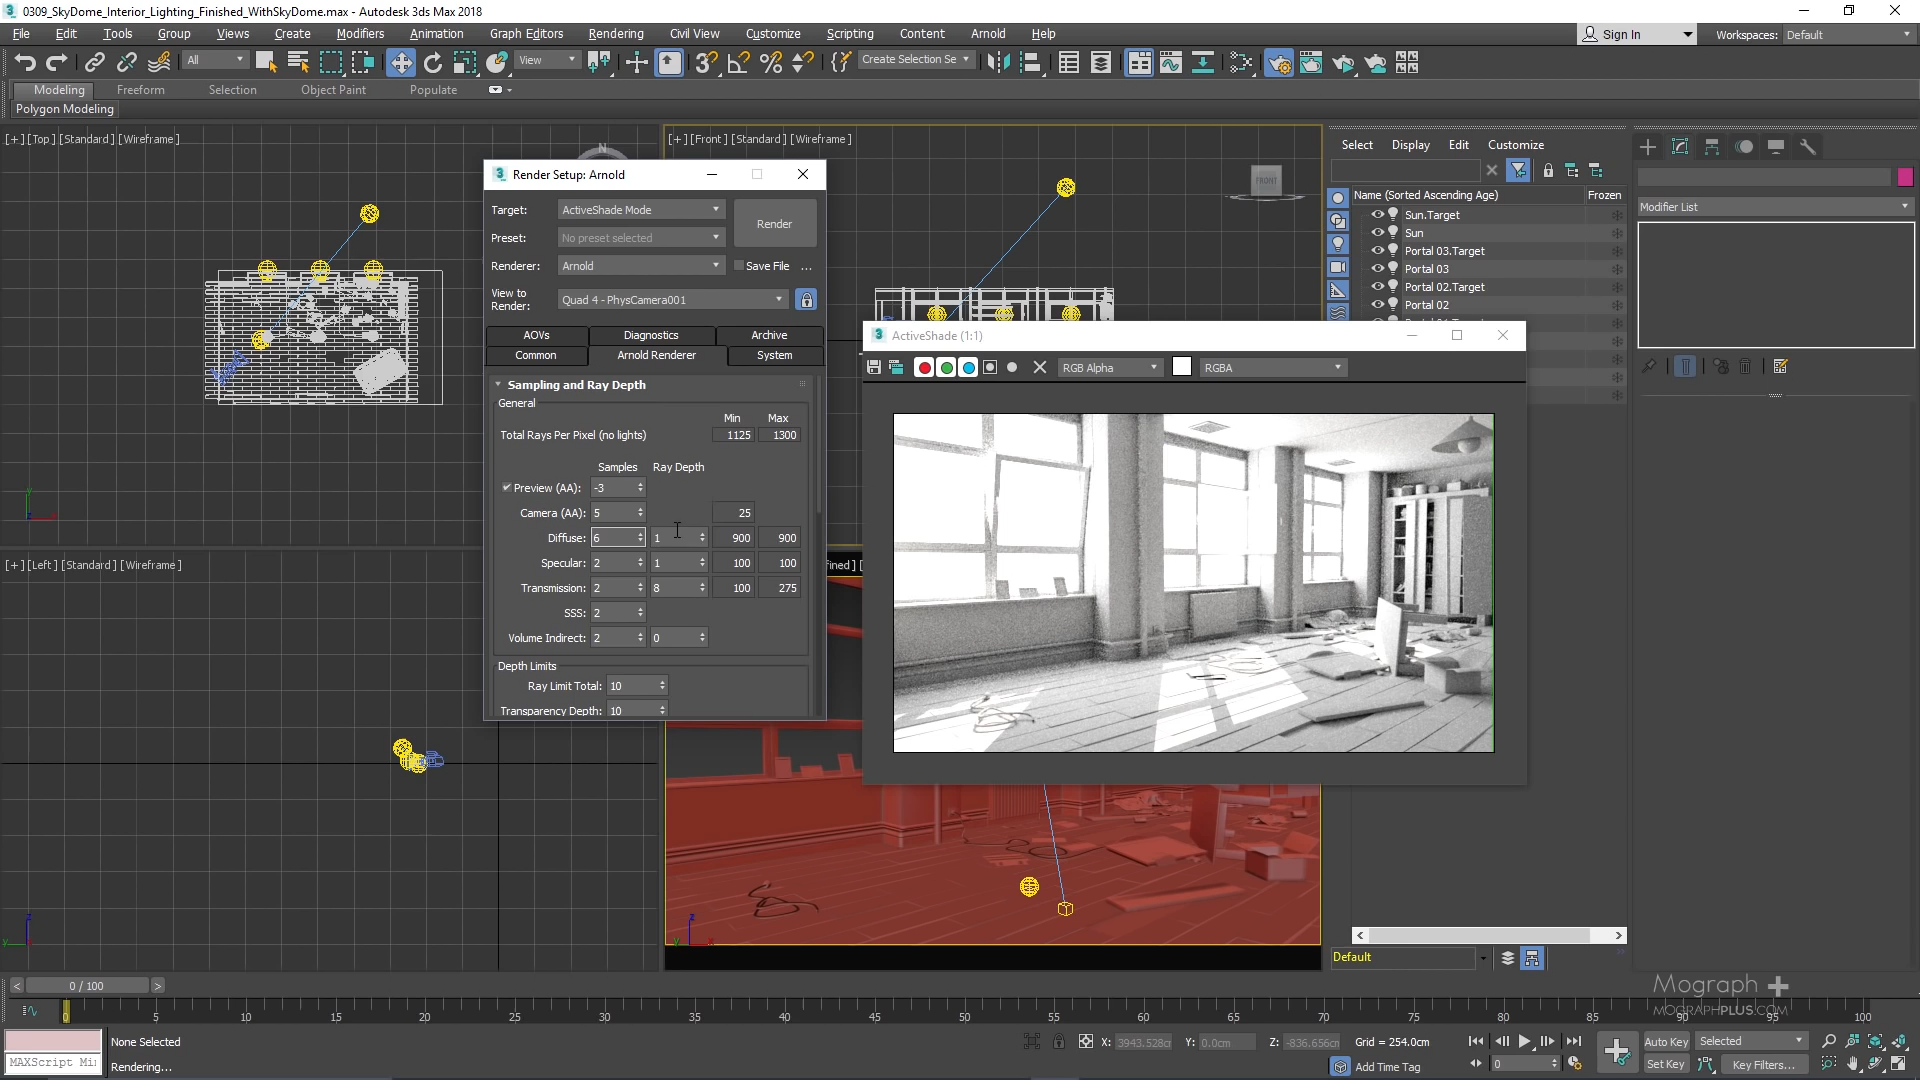 0309_SkyDome_Interior_Lighting_Finished_WithSkyDome.max - Autodesk 3ds Max 2018
File Edit Tools Group Views Create Modifiers Animation Rendering Graph Editors Civil View Customize Scripting Content Arnold Help
Sign In
Workspaces: Default
All
View
Create Selection Se
Modeling Freeform Selection Object Paint Populate
Polygon Modeling
[+] [Top] [Standard] [Wireframe]
N
[+] [Front] [Standard] [Wireframe]
FRONT
[+] [Left] [Standard] [Wireframe]
Render Setup: Arnold
Target: ActiveShade Mode
Render
Preset: No preset selected
Renderer: Arnold
Save File ...
View to Render: Quad 4 - PhysCamera001
AOVs Diagnostics Archive
Common Arnold Renderer System
Sampling and Ray Depth
General
Min Max
Total Rays Per Pixel (no lights) 1125 1300
Samples Ray Depth
Preview (AA): -3
Camera (AA): 5 25
Diffuse: 6 1 900 900
Specular: 2 1 100 100
Transmission: 2 8 100 275
SSS: 2
Volume Indirect: 2 0
Depth Limits
Ray Limit Total: 10
Transparency Depth: 10
ined ] [
ActiveShade (1:1)
RGB Alpha
RGBA
Select Display Edit Customize
Name (Sorted Ascending Age) Frozen
Sun.Target
Sun
Portal 03.Target
Portal 03
Portal 02.Target
Portal 02
Default
Modifier List
Mograph +
MOGRAPHPLUS.COM
< 0 / 100 >
0 5 10 15 20 25 30 35 40 45 50 55 60 65 70 75 80 85 90 95 100
None Selected
MAXScript Mi
Rendering...
X: 3943.528cm Y: 0.0cm Z: -836.656cm Grid = 254.0cm
Add Time Tag
0
Auto Key Selected
Set Key Key Filters...